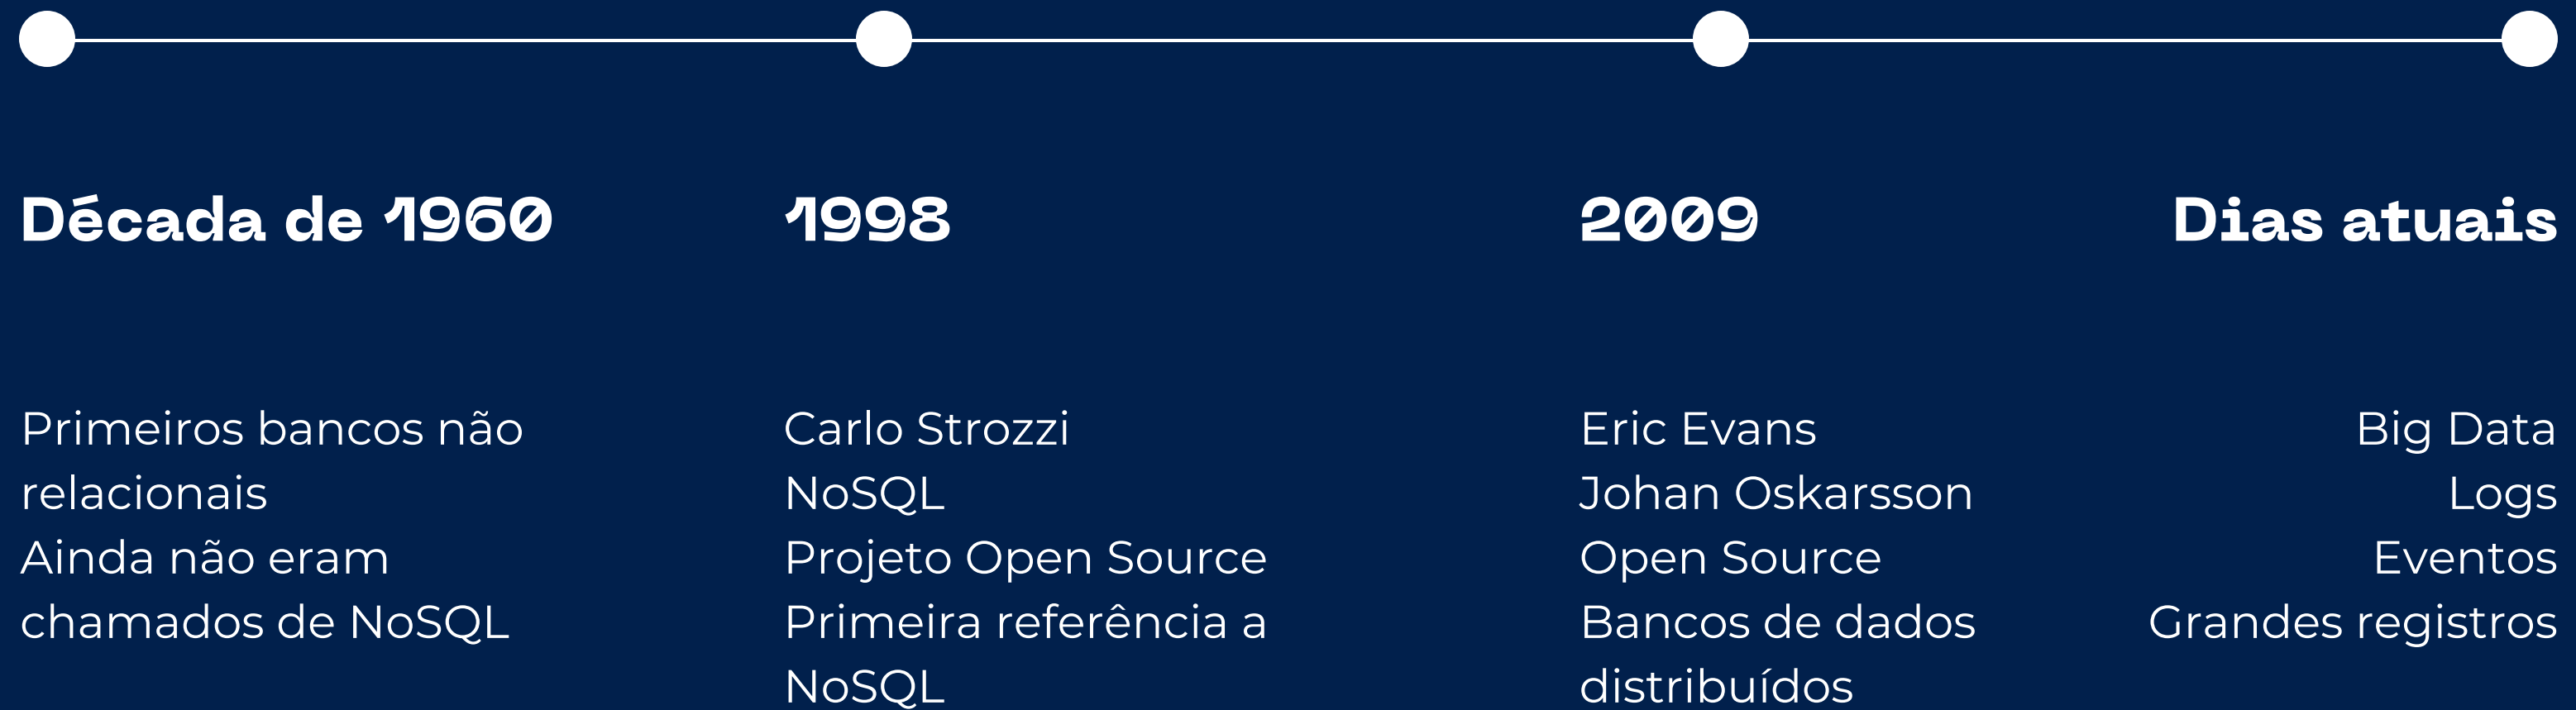 Década de 1960
Primeiros bancos não
relacionais
Ainda não eram
chamados de NoSQL
1998
Carlo Strozzi
NoSQL
Projeto Open Source
Primeira referência a
NoSQL
2009
Eric Evans
Johan Oskarsson
Open Source
Bancos de dados
distribuídos
Dias atuais
Big Data
Logs
Eventos
Grandes registros